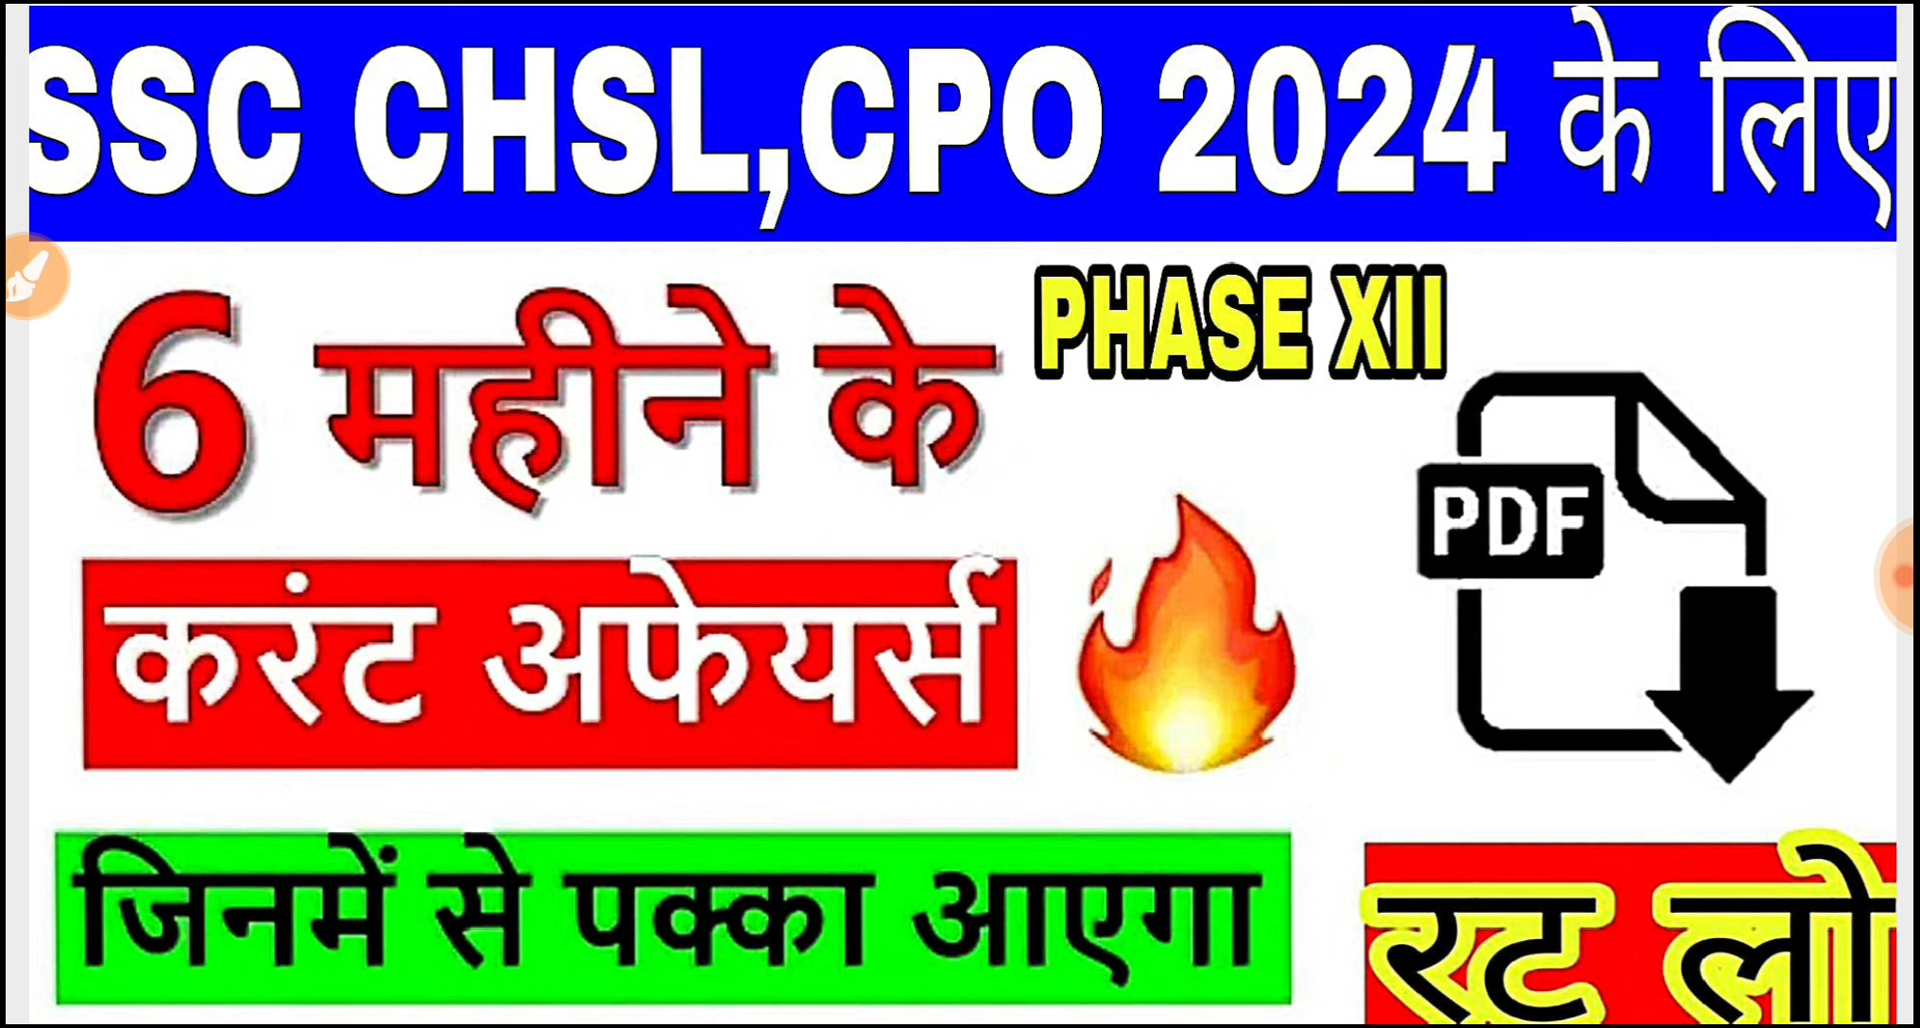 SSC CHSL,CPO 2024 के लिए
6 महीने के
PHASE XII
करंट अफेयर्स
PDF
जिनमें से पक्का आएगा
रट लो